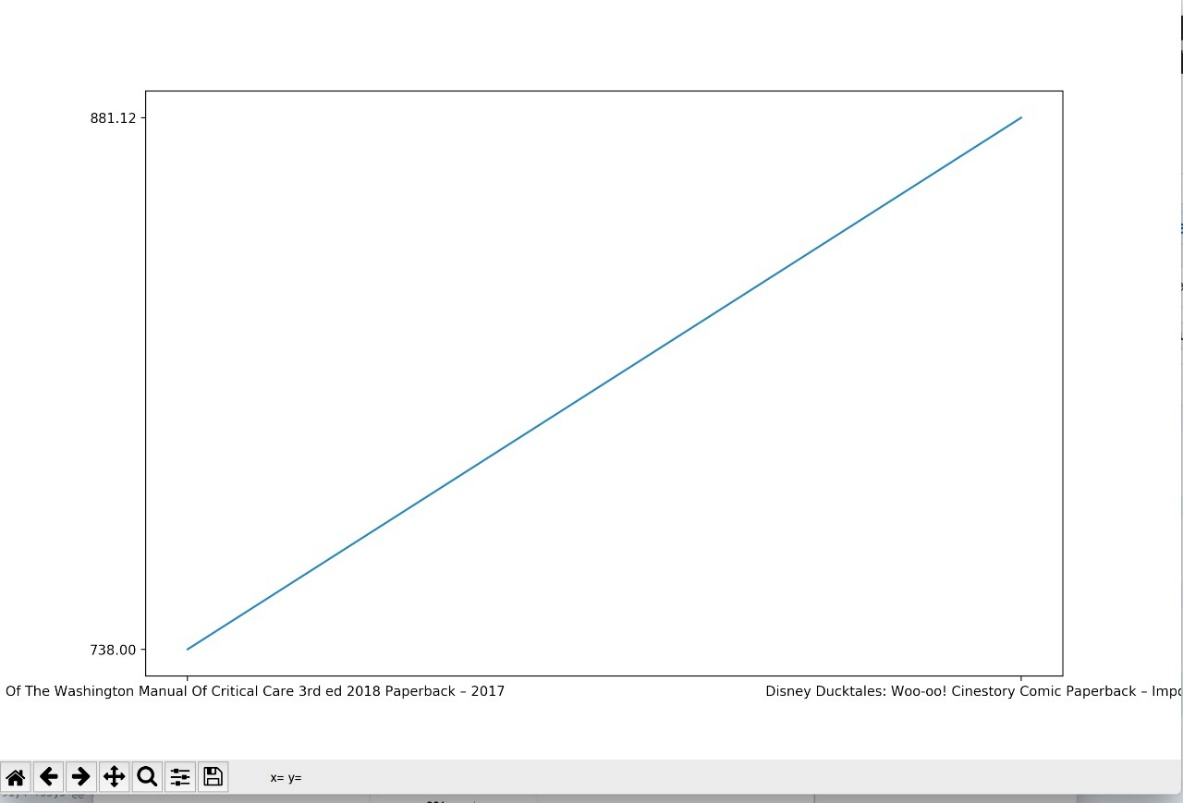 881.12
738.00
Of The Washington Manual Of Critical Care 3rd ed 2018 Paperback – 2017
Disney Ducktales: Woo-oo! Cinestory Comic Paperback –
x= y=